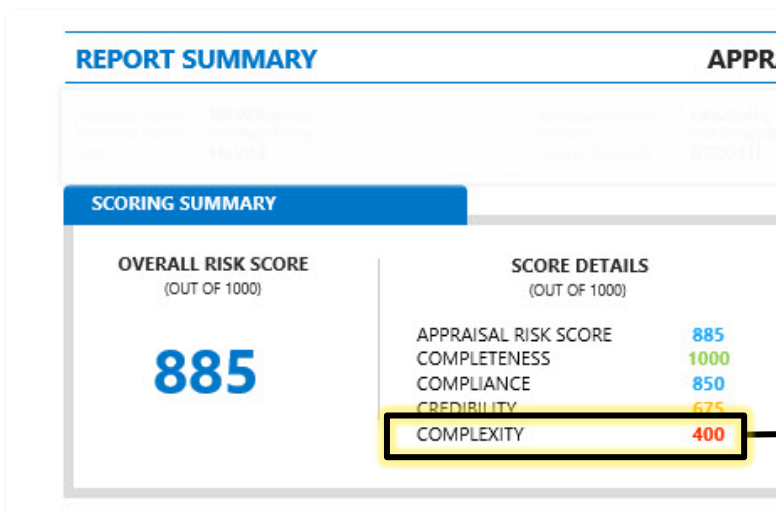 REPORT SUMMARY
APPRA
SCORING SUMMARY
OVERALL RISK SCORE
(OUT OF 1000)
885
SCORE DETAILS
(OUT OF 1000)
APPRAISAL RISK SCORE 885
COMPLETENESS 1000
COMPLIANCE 850
CREDIBILITY 675
COMPLEXITY 400